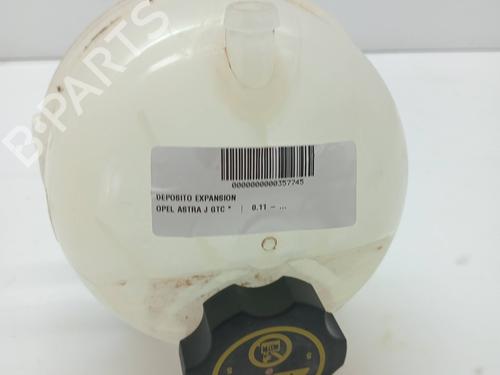 B-PARTS
0000000000357745
DEPOSITO EXPANSION
OPEL ASTRA J GTC * | 0.11 - ...